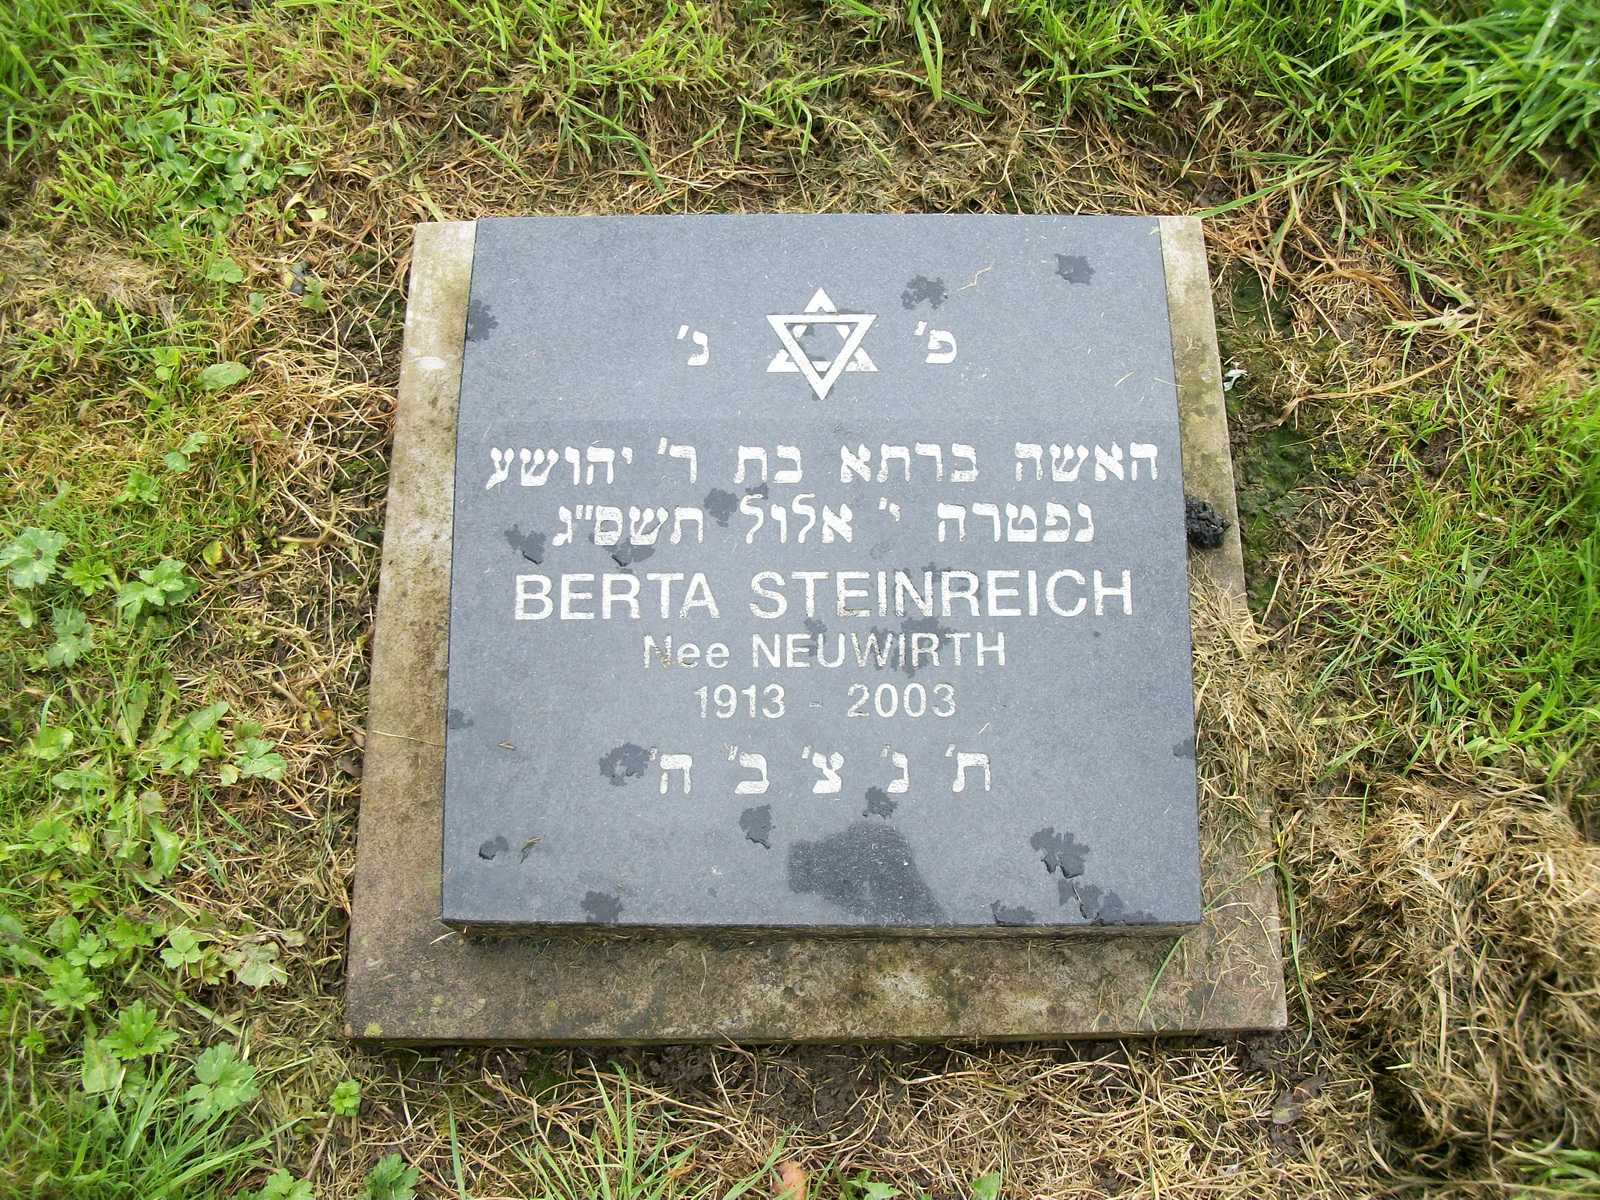 פ' נ'
האשה ברתא בת ר' יהושע
נפטרה י' אלול תשס"ג
BERTA STEINREICH
Nee NEUWIRTH
1913 - 2003
ת' נ' צ' ב' ה'